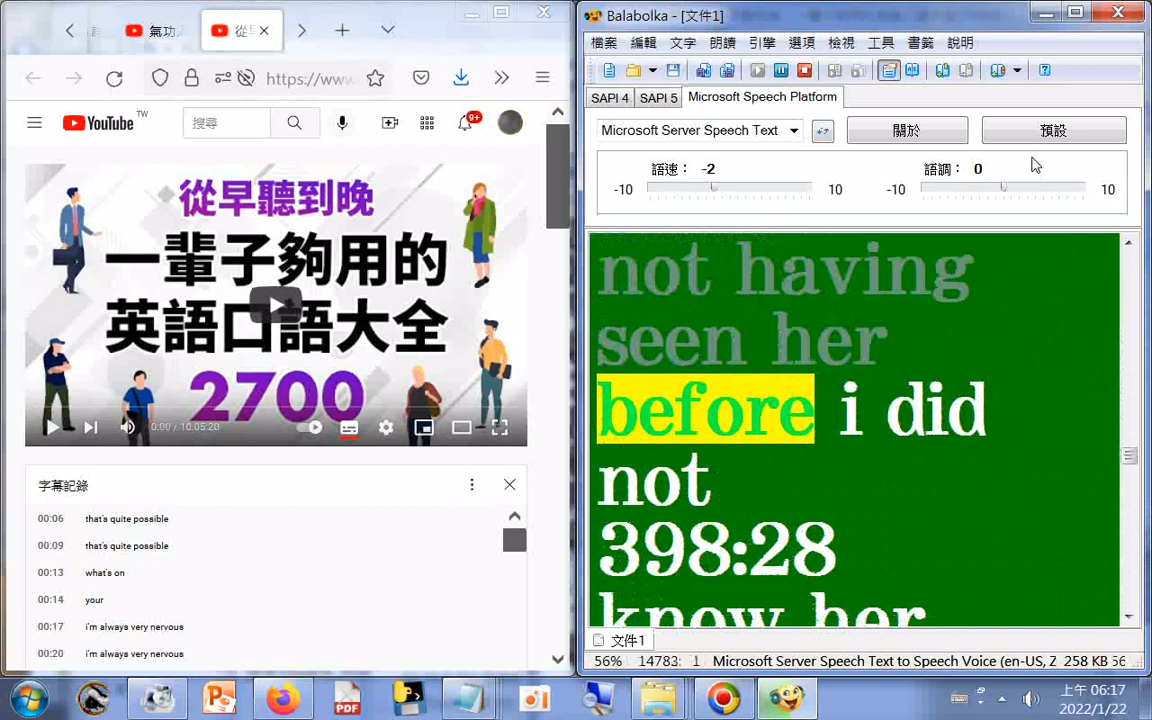 氣功
從
https://www
YouTube TW
搜尋
9+
從早聽到晚
一輩子夠用的
英語口語大全
2700
0:00 / 10:05:20
字幕記錄
00:06 that's quite possible
00:09 that's quite possible
00:13 what's on
00:14 your
00:17 i'm always very nervous
00:20 i'm always very nervous
Balabolka - [文件1]
檔案 編輯 文字 朗讀 引擎 選項 檢視 工具 書籤 說明
SAPI 4 SAPI 5 Microsoft Speech Platform
Microsoft Server Speech Text 關於 預設
語速： -2 語調： 0
-10 10 -10 10
not having
seen her
before i did
not
398:28
know her
文件1
56% 14783: 1 Microsoft Server Speech Text to Speech Voice (en-US, Z 258 KB 56
PDF
上午 06:17
2022/1/22